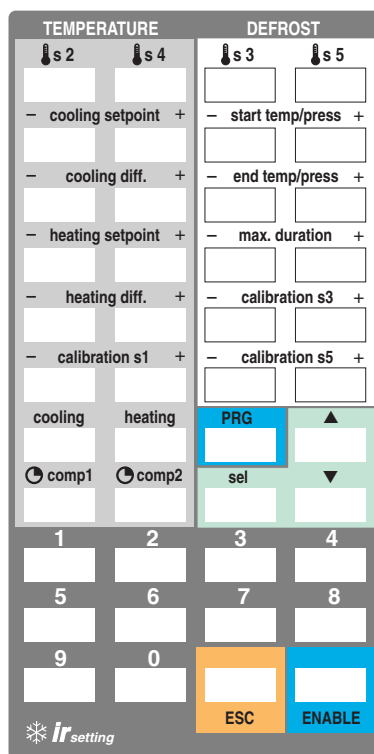 TEMPERATURE DEFROST
s 2 s 4 s 3 s 5
– cooling setpoint + – start temp/press +
– cooling diff. + – end temp/press +
– heating setpoint + – max. duration +
– heating diff. + – calibration s3 +
– calibration s1 + – calibration s5 +
cooling heating PRG ▲
comp1 comp2 sel ▼
1 2 3 4
5 6 7 8
9 0
ESC ENABLE
ir setting